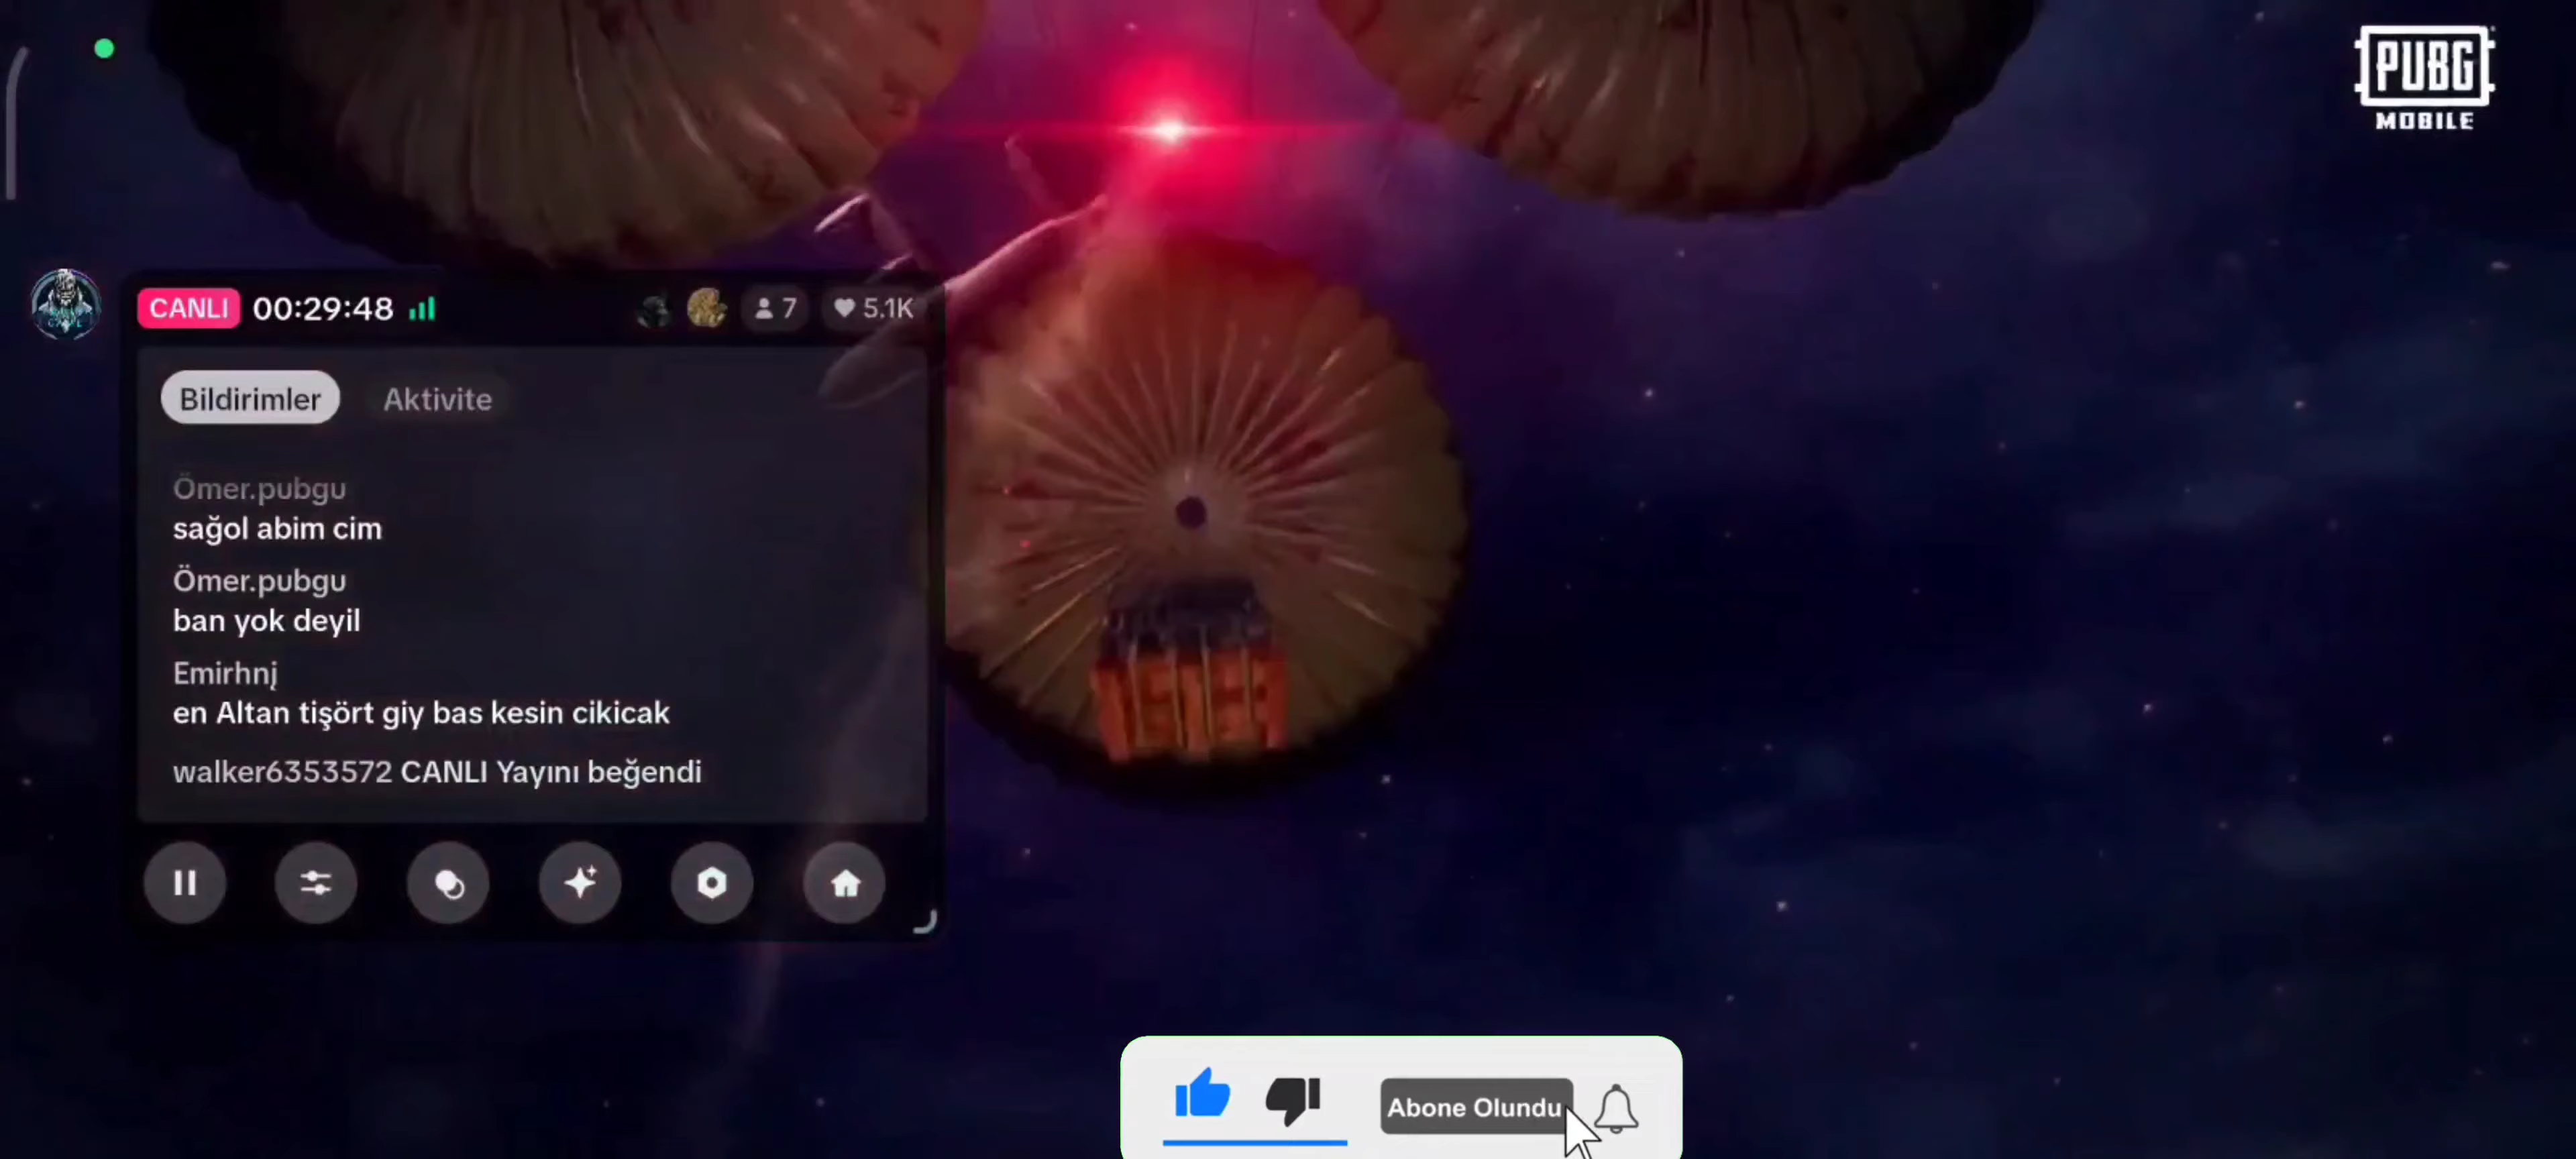 PUBG
MOBILE
CANLI 00:29:48 7 5.1K
Bildirimler Aktivite
Ömer.pubgu
sağol abim cim
Ömer.pubgu
ban yok deyil
Emirhnj
en Altan tişört giy bas kesin cikicak
walker6353572 CANLI Yayını beğendi
Abone Olundu